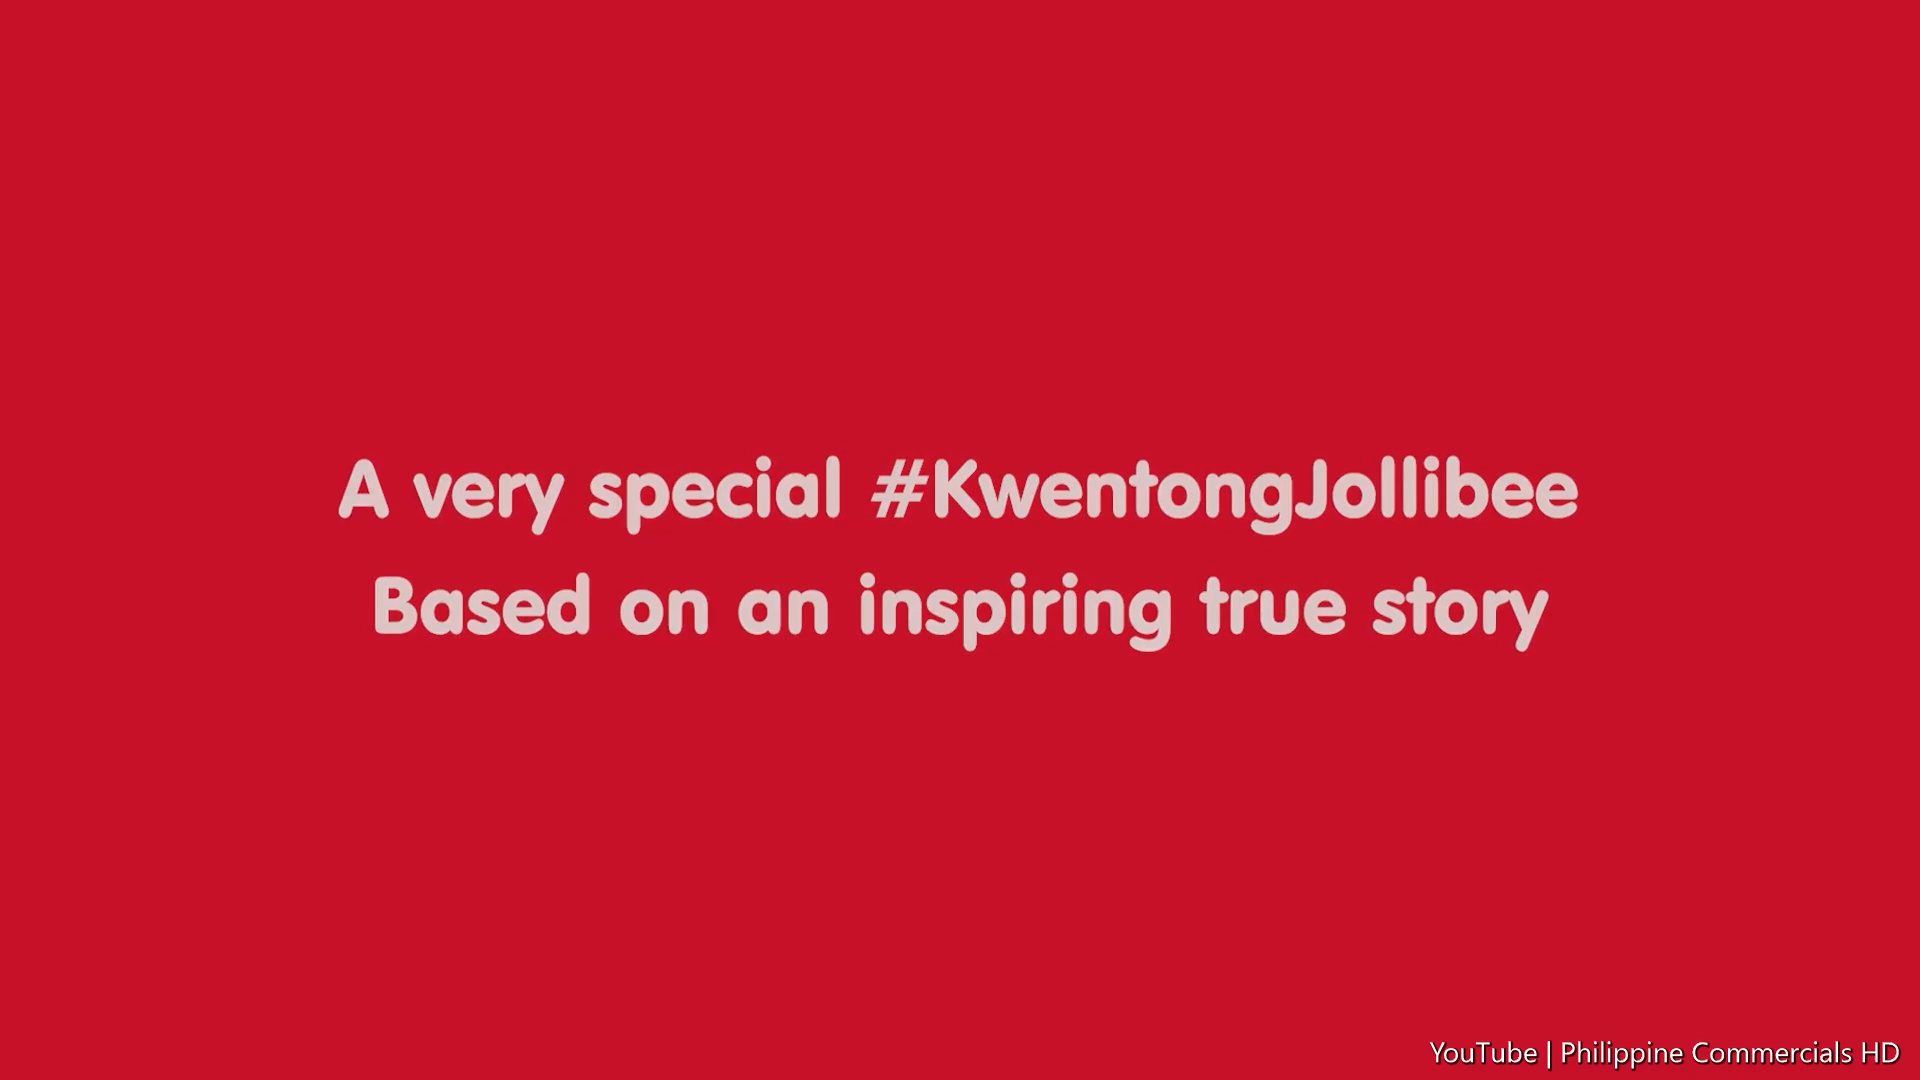 A very special #KwentongJollibee
Based on an inspiring true story
YouTube | Philippine Commercials HD